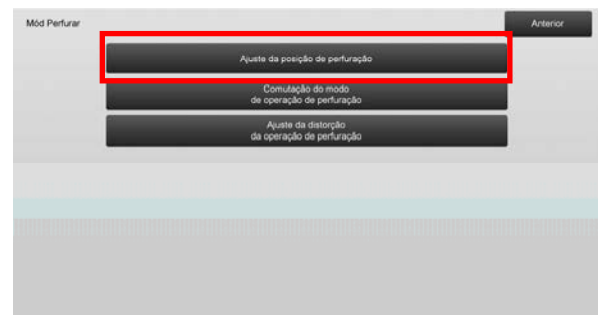 Mód Perfurar
Anterior
Ajuste da posição de perfuração
Comutação do modo
de operação de perfuração
Ajuste da distorção
da operação de perfuração